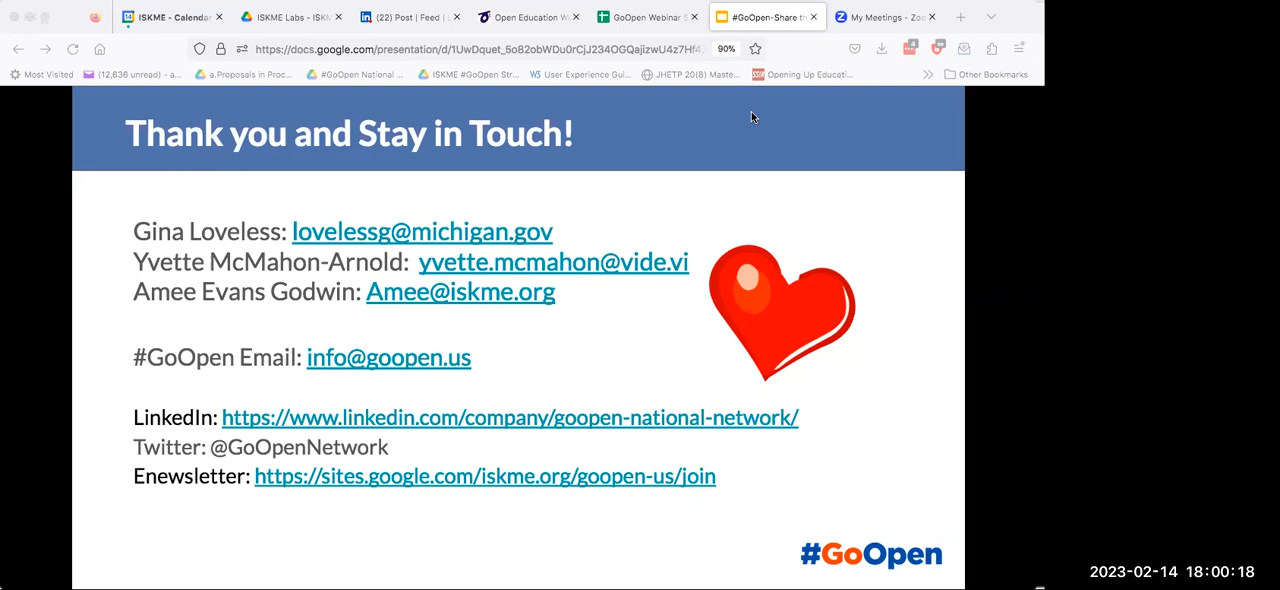 ISKME - Calendar
ISKME Labs - ISKM
(22) Post | Feed | L
Open Education W
GoOpen Webinar S
#GoOpen-Share th
My Meetings - Zoo
https://docs.google.com/presentation/d/1UwDquet_5o82obWDu0rCjJ234OGQajizwU4z7Hf4
90%
Most Visited
(12,636 unread) - a...
a.Proposals in Proc...
#GoOpen National ...
ISKME #GoOpen Str...
User Experience Gui...
JHETP 20(8) Maste...
Opening Up Educati...
Other Bookmarks
Thank you and Stay in Touch!
Gina Loveless: lovelessg@michigan.gov
Yvette McMahon-Arnold: yvette.mcmahon@vide.vi
Amee Evans Godwin: Amee@iskme.org
#GoOpen Email: info@goopen.us
LinkedIn: https://www.linkedin.com/company/goopen-national-network/
Twitter: @GoOpenNetwork
Enewsletter: https://sites.google.com/iskme.org/goopen-us/join
#GoOpen
2023-02-14 18:00:18